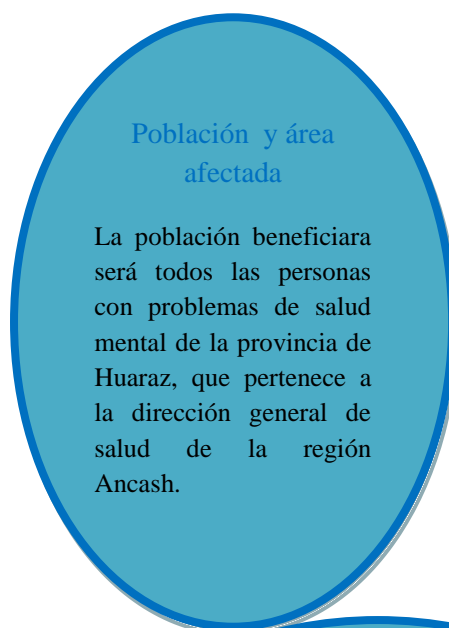 Población y área
afectada
La población beneficiara
será todos las personas
con problemas de salud
mental de la provincia de
Huaraz, que pertenece a
la dirección general de
salud de la región
Ancash.